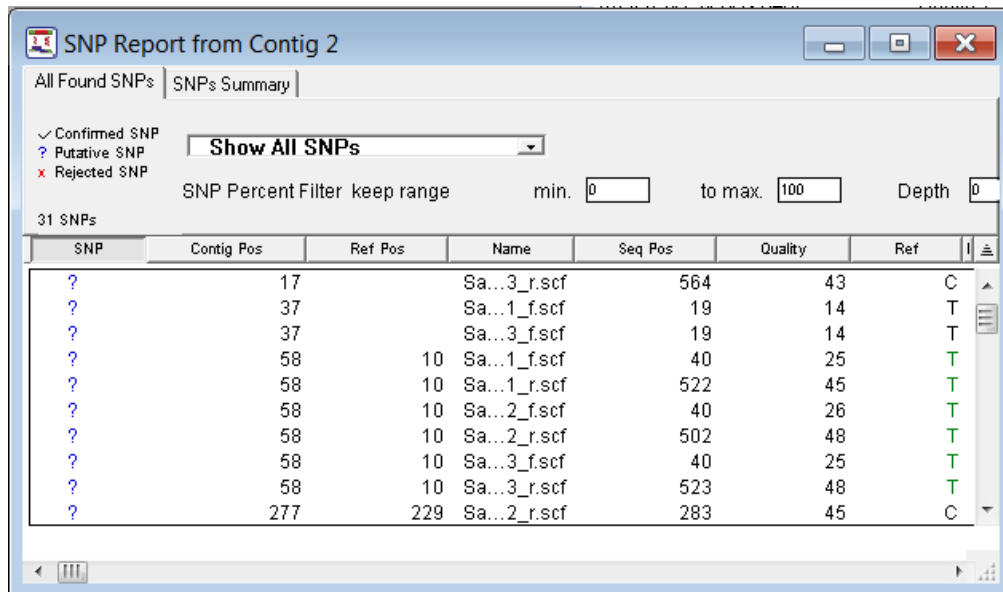 SNP Report from Contig 2
All Found SNPs SNPs Summary
✓ Confirmed SNP
? Putative SNP
x Rejected SNP
Show All SNPs
SNP Percent Filter keep range min. 0 to max. 100 Depth 0
31 SNPs
SNP Contig Pos Ref Pos Name Seq Pos Quality Ref
? 17 Sa...3_r.scf 564 43 C
? 37 Sa...1_f.scf 19 14 T
? 37 Sa...3_f.scf 19 14 T
? 58 10 Sa...1_f.scf 40 25 T
? 58 10 Sa...1_r.scf 522 45 T
? 58 10 Sa...2_f.scf 40 26 T
? 58 10 Sa...2_r.scf 502 48 T
? 58 10 Sa...3_f.scf 40 25 T
? 58 10 Sa...3_r.scf 523 48 T
? 277 229 Sa...2_r.scf 283 45 C